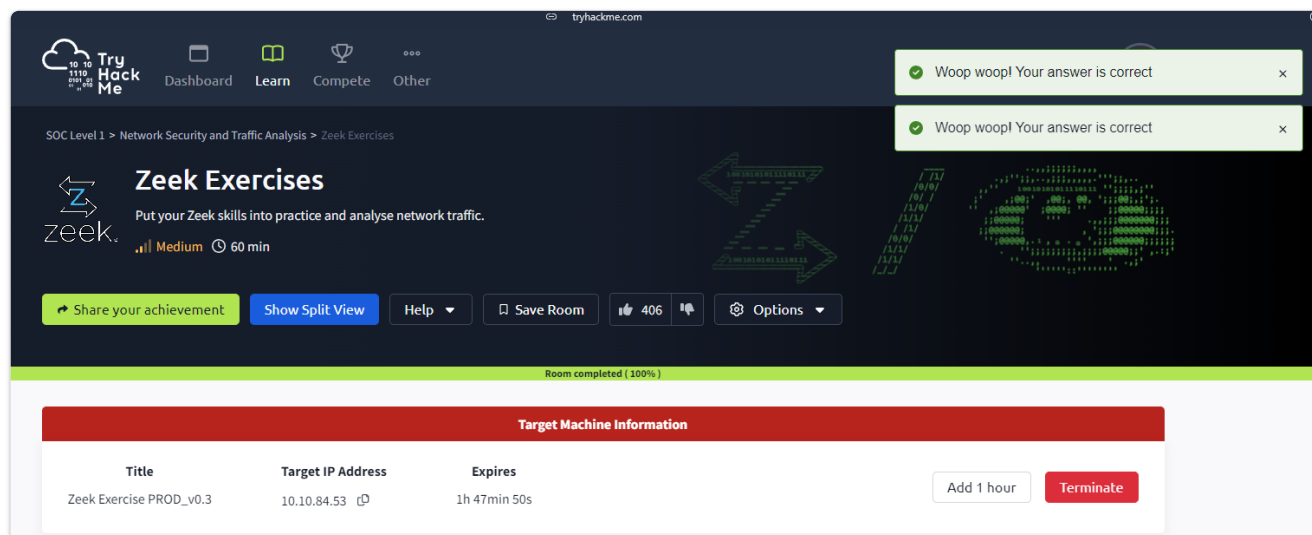 tryhackme.com
Try Hack Me
Dashboard
Learn
Compete
Other
Woop woop! Your answer is correct
Woop woop! Your answer is correct
SOC Level 1 > Network Security and Traffic Analysis > Zeek Exercises
zeek
Zeek Exercises
Put your Zeek skills into practice and analyse network traffic.
Medium 60 min
Share your achievement
Show Split View
Help
Save Room
406
Options
Room completed ( 100% )
Target Machine Information
Title Target IP Address Expires
Zeek Exercise PROD_v0.3 10.10.84.53 1h 47min 50s
Add 1 hour
Terminate